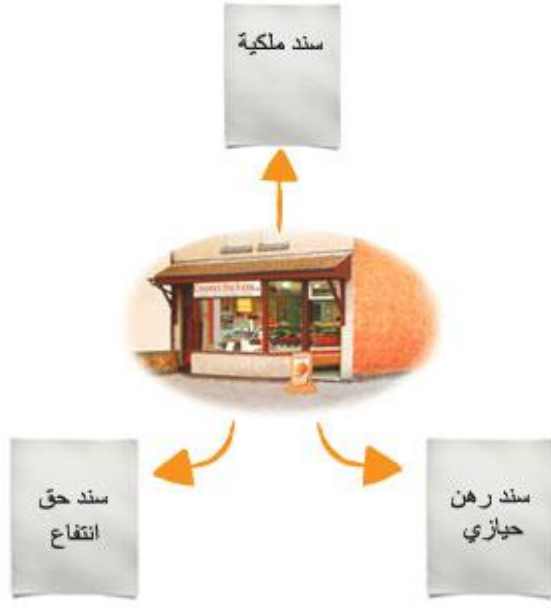 سند ملكية
سند رهن
حيازي
سند حق
انتفاع